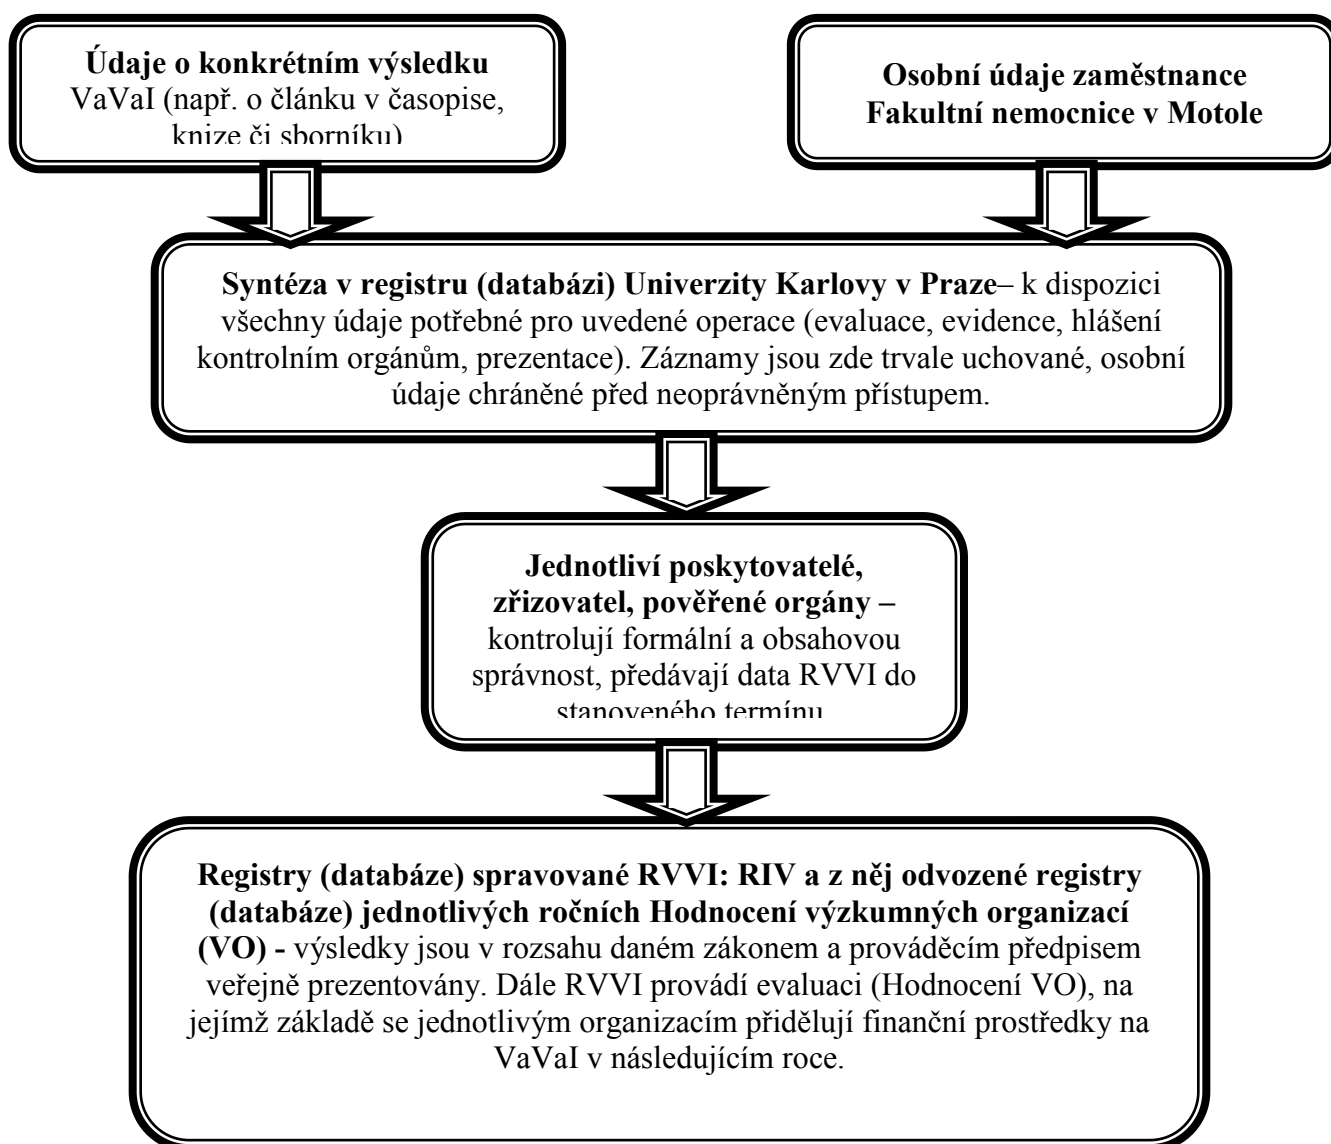 Údaje o konkrétním výsledku
VaVaI (např. o článku v časopise,
knize či sborníku)
Osobní údaje zaměstnance
Fakultní nemocnice v Motole
Syntéza v registru (databázi) Univerzity Karlovy v Praze– k dispozici
všechny údaje potřebné pro uvedené operace (evaluace, evidence, hlášení
kontrolním orgánům, prezentace). Záznamy jsou zde trvale uchované, osobní
údaje chráněné před neoprávněným přístupem.
Jednotliví poskytovatelé,
zřizovatel, pověřené orgány –
kontrolují formální a obsahovou
správnost, předávají data RVVI do
stanoveného termínu
Registry (databáze) spravované RVVI: RIV a z něj odvozené registry
(databáze) jednotlivých ročních Hodnocení výzkumných organizací
(VO) - výsledky jsou v rozsahu daném zákonem a prováděcím předpisem
veřejně prezentovány. Dále RVVI provádí evaluaci (Hodnocení VO), na
jejímž základě se jednotlivým organizacím přidělují finanční prostředky na
VaVaI v následujícím roce.